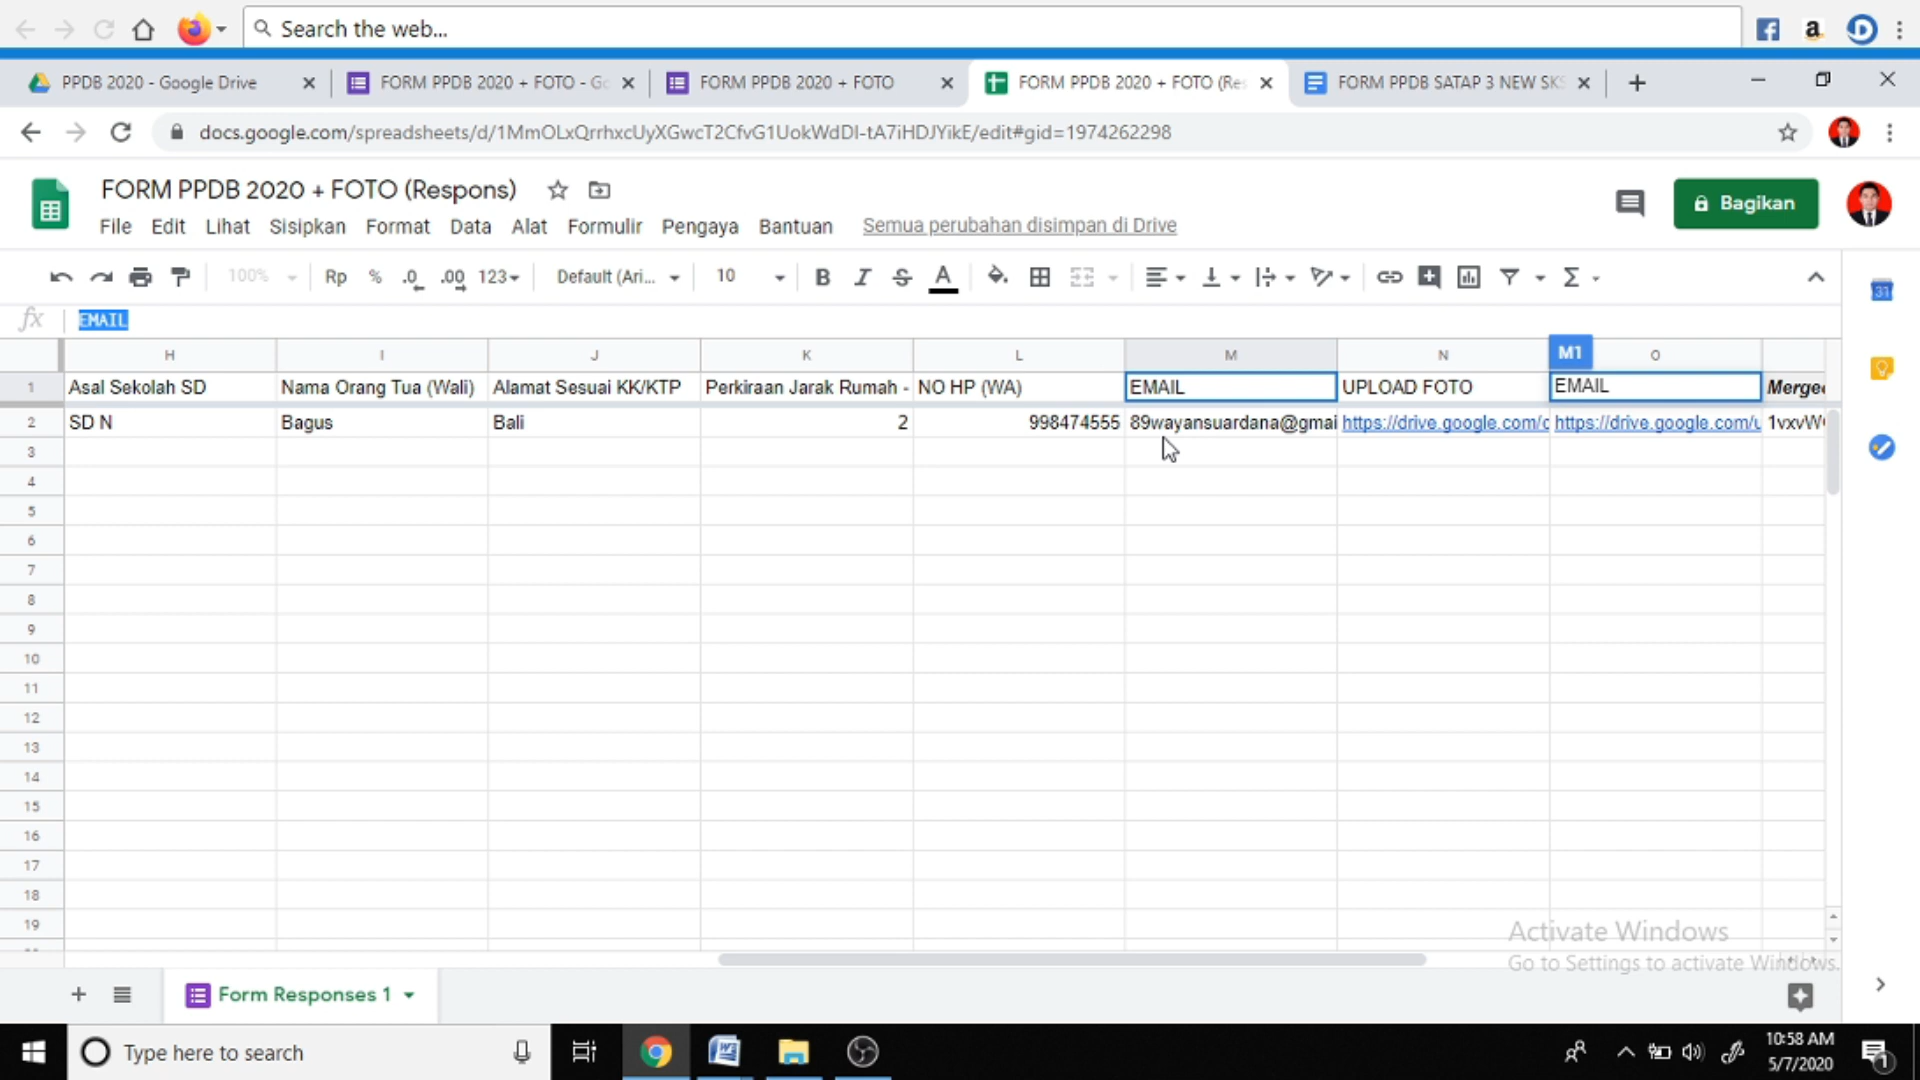 Search the web...
PPDB 2020 - Google Drive
FORM PPDB 2020 + FOTO - Go
FORM PPDB 2020 + FOTO
FORM PPDB 2020 + FOTO (Res
FORM PPDB SATAP 3 NEW SKS
docs.google.com/spreadsheets/d/1MmOLxQrrhxcUyXGwcT2CfvG1UokWdDI-tA7iHDJYikE/edit#gid=1974262298
FORM PPDB 2020 + FOTO (Respons)
Bagikan
File Edit Lihat Sisipkan Format Data Alat Formulir Pengaya Bantuan Semua perubahan disimpan di Drive
100% Rp % .0 .00 123 Default (Ari... 10 B I S A
31
fx EMAIL
H I J K L M N M1 O
1 Asal Sekolah SD Nama Orang Tua (Wali) Alamat Sesuai KK/KTP Perkiraan Jarak Rumah - NO HP (WA) EMAIL UPLOAD FOTO EMAIL Merge
2 SD N Bagus Bali 2 998474555 89wayansuardana@gmai https://drive.google.com/ https://drive.google.com/ 1vxvW
3
4
5
6
7
8
9
10
11
12
13
14
15
16
17
18
19
Activate Windows
Go to Settings to activate Windows.
Form Responses 1
Type here to search
10:58 AM
5/7/2020
1